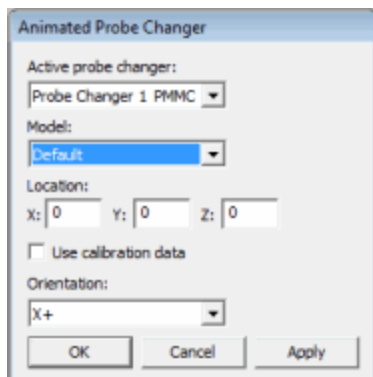 Animated Probe Changer
Active probe changer:
Probe Changer 1 PMMC
Model:
Default
Location:
X: 0 Y: 0 Z: 0
Use calibration data
Orientation:
X+
OK Cancel Apply